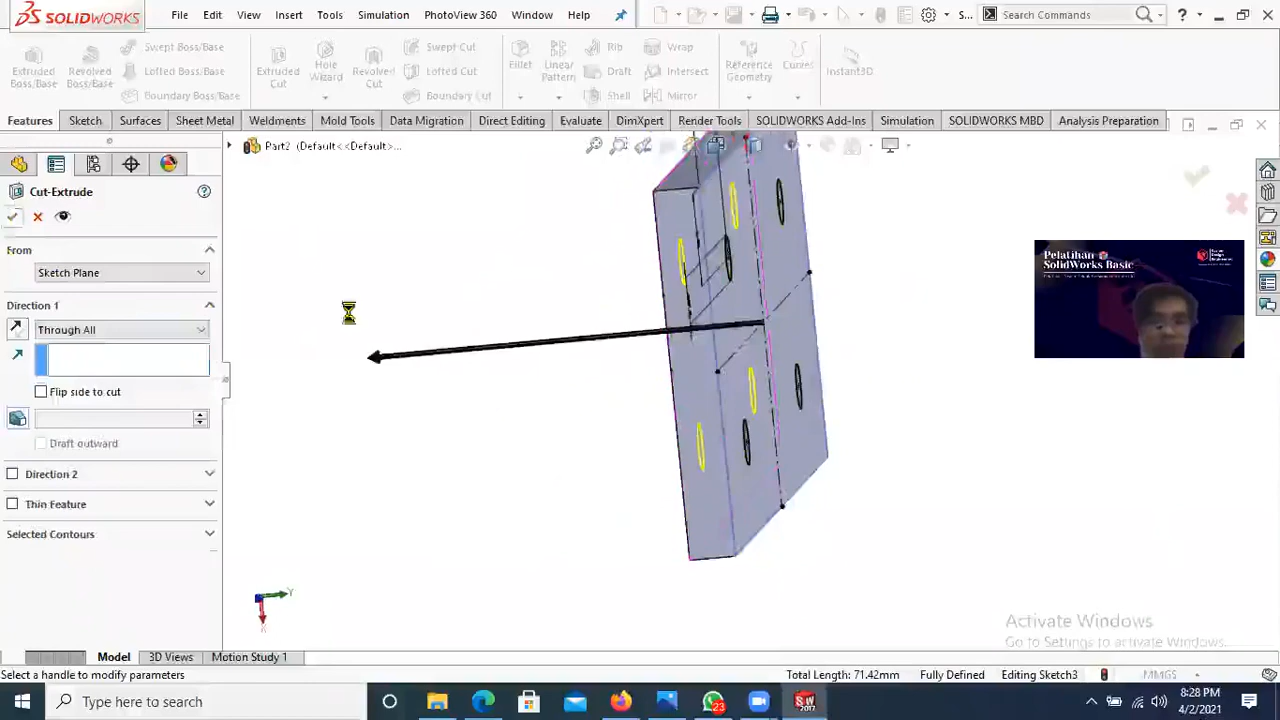 SOLIDWORKS
File Edit View Insert Tools Simulation PhotoView 360 Window Help
S...
Search Commands
Extruded Boss/Base
Revolved Boss/Base
Swept Boss/Base
Lofted Boss/Base
Boundary Boss/Base
Extruded Cut
Hole Wizard
Revolved Cut
Swept Cut
Lofted Cut
Boundary Cut
Fillet
Linear Pattern
Rib
Draft
Shell
Wrap
Intersect
Mirror
Reference Geometry
Curves
Instant3D
Features Sketch Surfaces Sheet Metal Weldments Mold Tools Data Migration Direct Editing Evaluate DimXpert Render Tools SOLIDWORKS Add-Ins Simulation SOLIDWORKS MBD Analysis Preparation
Part2 (Default<<Default>...
Cut-Extrude
From
Sketch Plane
Direction 1
Through All
Flip side to cut
Draft outward
Direction 2
Thin Feature
Selected Contours
Pelatihan
SolidWorks Basic
Y
X
Activate Windows
Go to Settings to activate Windows.
Model 3D Views Motion Study 1
Select a handle to modify parameters
Total Length: 71.42mm Fully Defined Editing Sketch3
MMGS
Type here to search
23
SW
2017
8:28 PM
4/2/2021